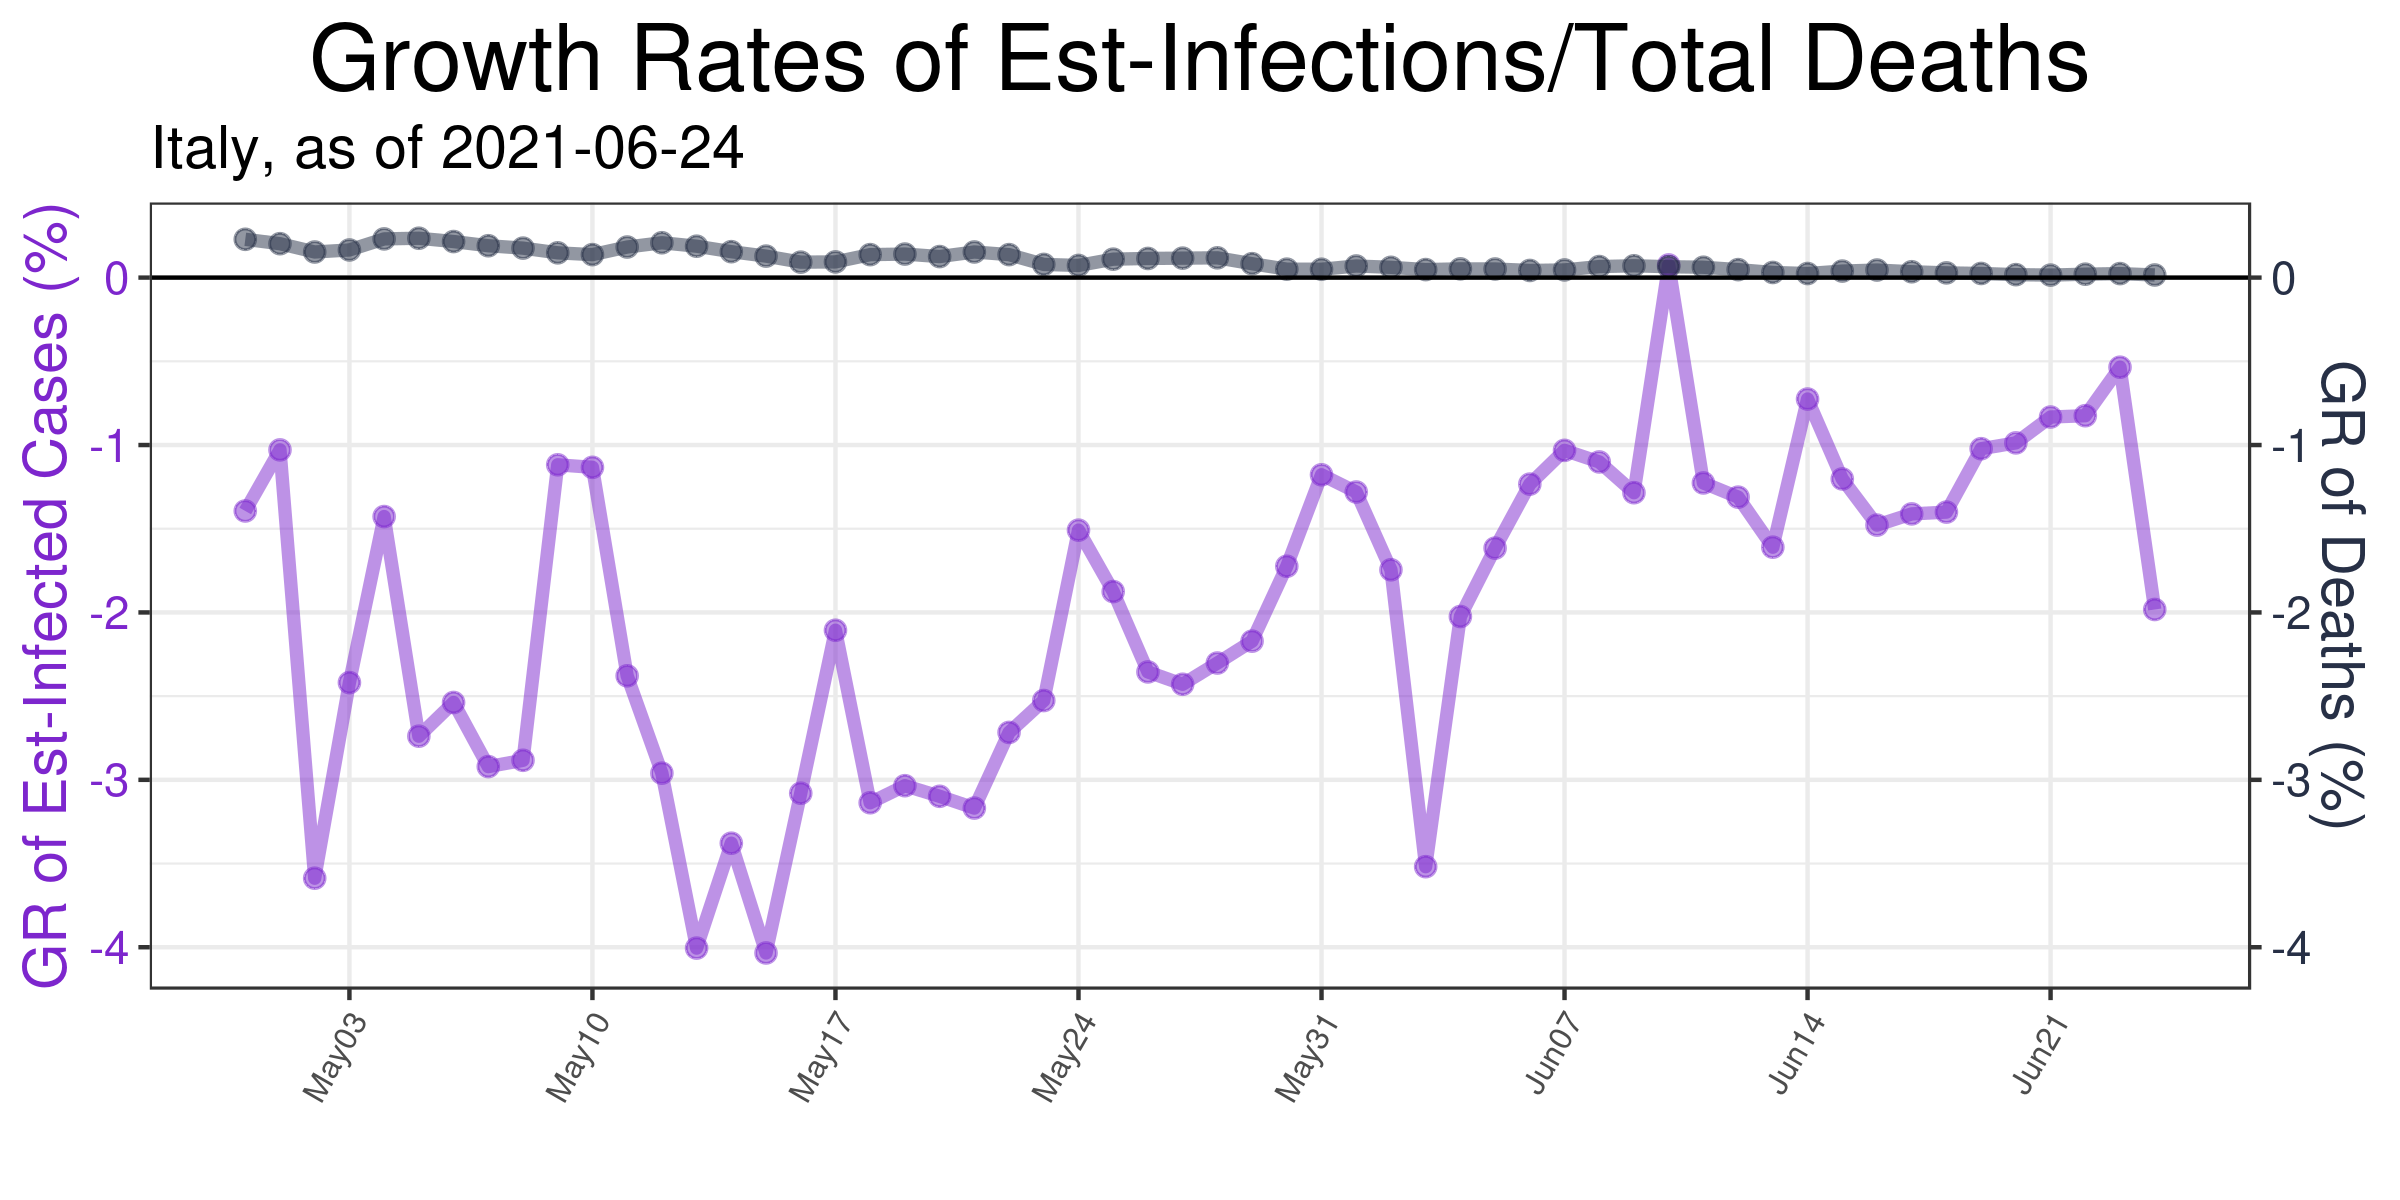 Growth Rates of Est-Infections/Total Deaths
Italy, as of 2021-06-24
GR of Est-Infected Cases (%)
0
-1
-2
-3
-4
0
-1
-2
-3
-4
GR of Deaths (%)
May03
May10
May17
May24
May31
Jun07
Jun14
Jun21